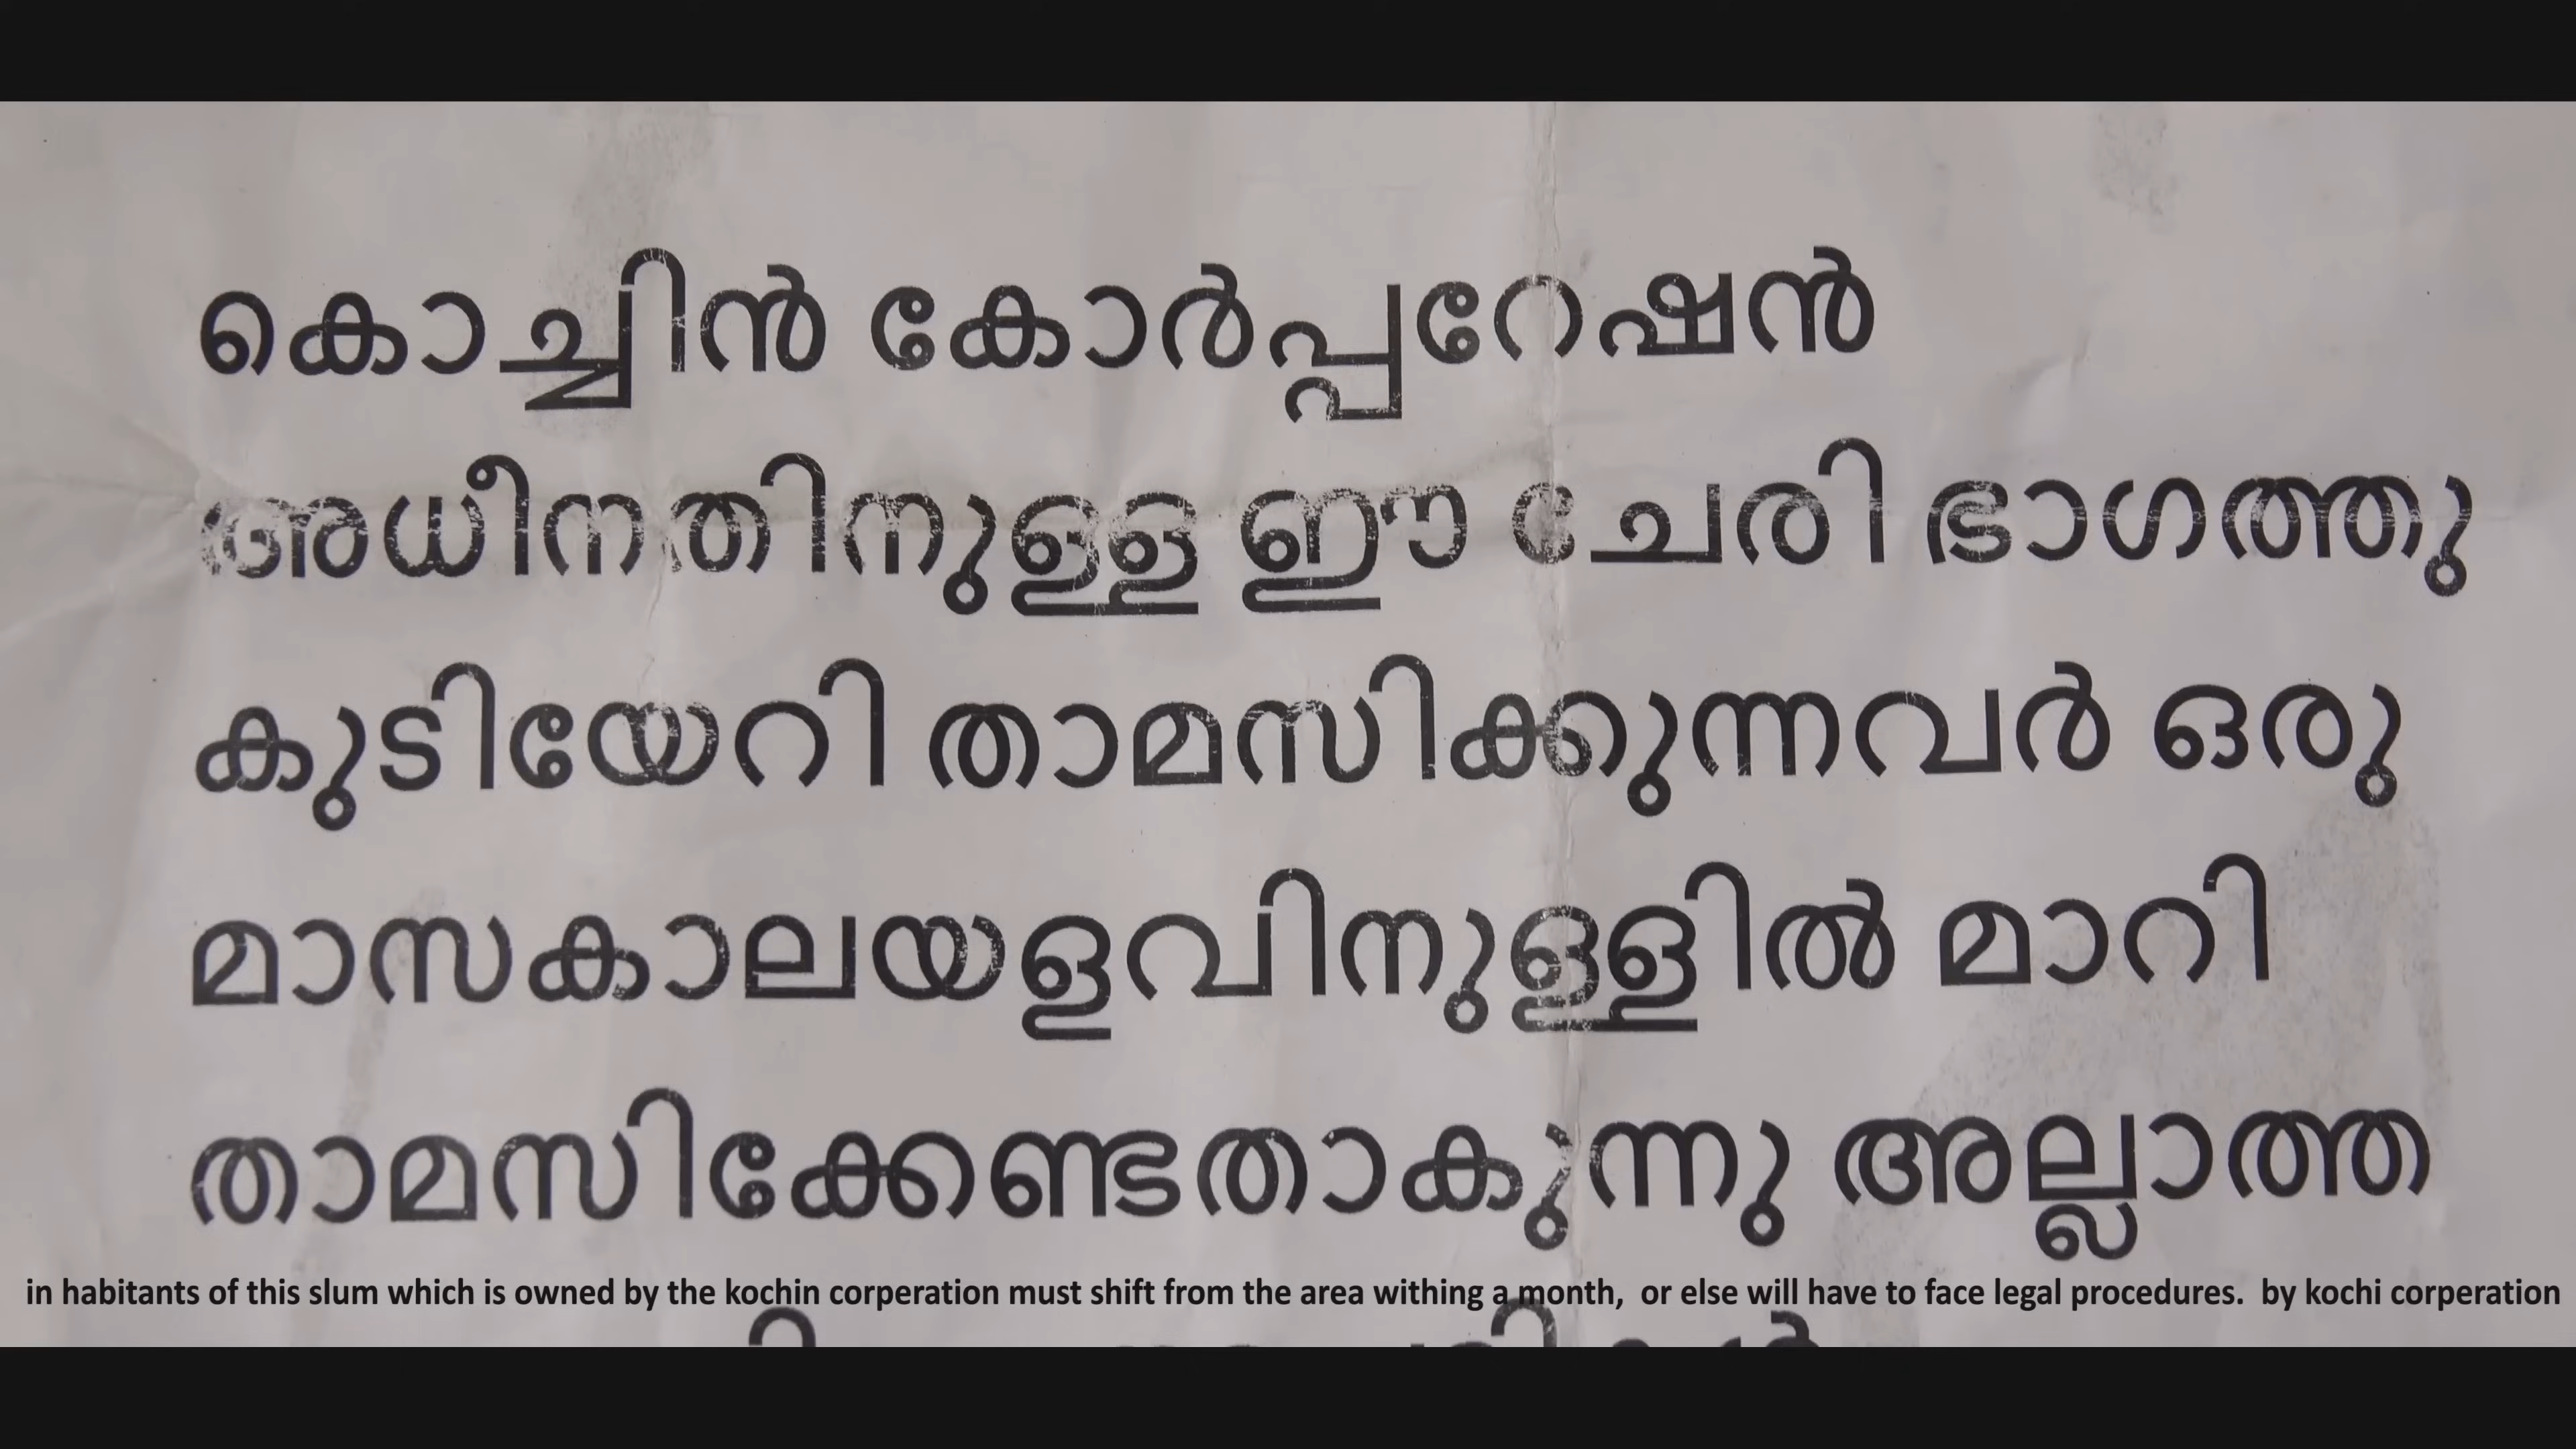 കൊച്ചിൻ കോർപ്പറേഷൻ
അധീനതിനുള്ള ഈ ചേരി ഭാഗത്തു
കുടിയേറി താമസിക്കുന്നവർ ഒരു
മാസകാലയളവിനുള്ളിൽ മാറി
താമസിക്കേണ്ടതാകുന്നു അല്ലാത്ത
in habitants of this slum which is owned by the kochin corperation must shift from the area withing a month, or else will have to face legal procedures. by kochi corperation